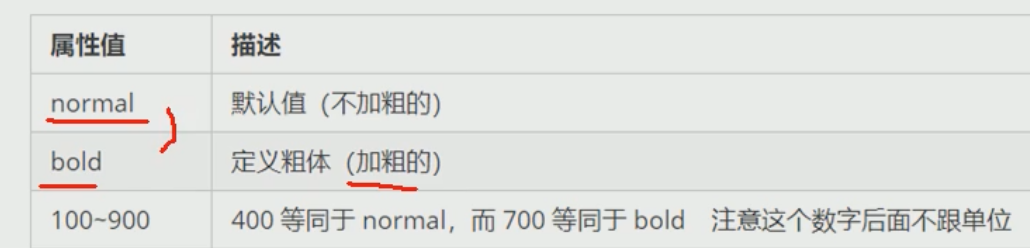 属性值 描述
normal 默认值 (不加粗的)
bold 定义粗体 (加粗的)
100~900 400 等同于 normal，而 700 等同于 bold 注意这个数字后面不跟单位